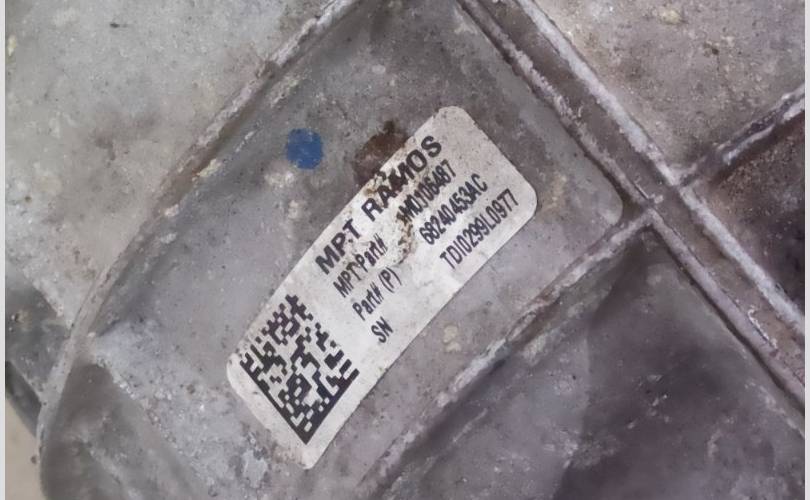 MPT RAMOS
MPT Part#
Part# (P) 68240453AC
SN TDI0299L0977